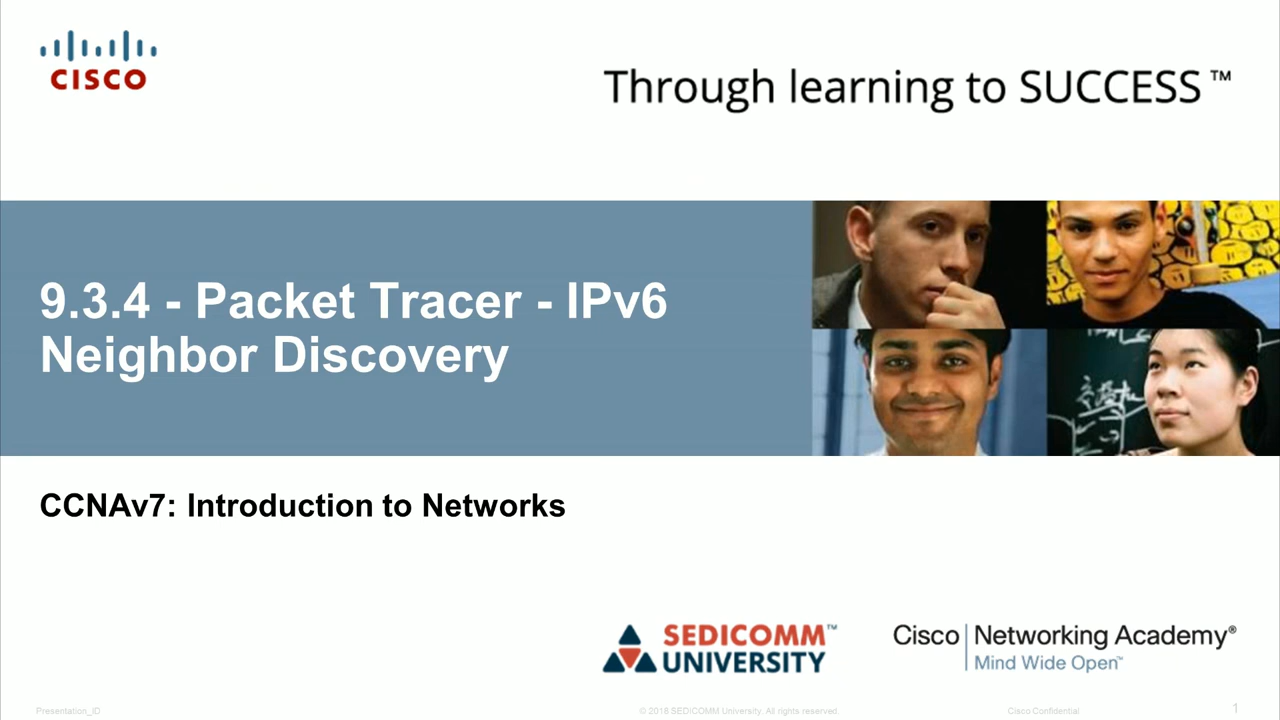 CISCO
Through learning to SUCCESS™
9.3.4 - Packet Tracer - IPv6
Neighbor Discovery
CCNAv7: Introduction to Networks
SEDICOMM™
UNIVERSITY
Cisco Networking Academy®
Mind Wide Open™
Presentation_ID
© 2018 SEDICOMM University. All rights reserved
Cisco Confidential
1